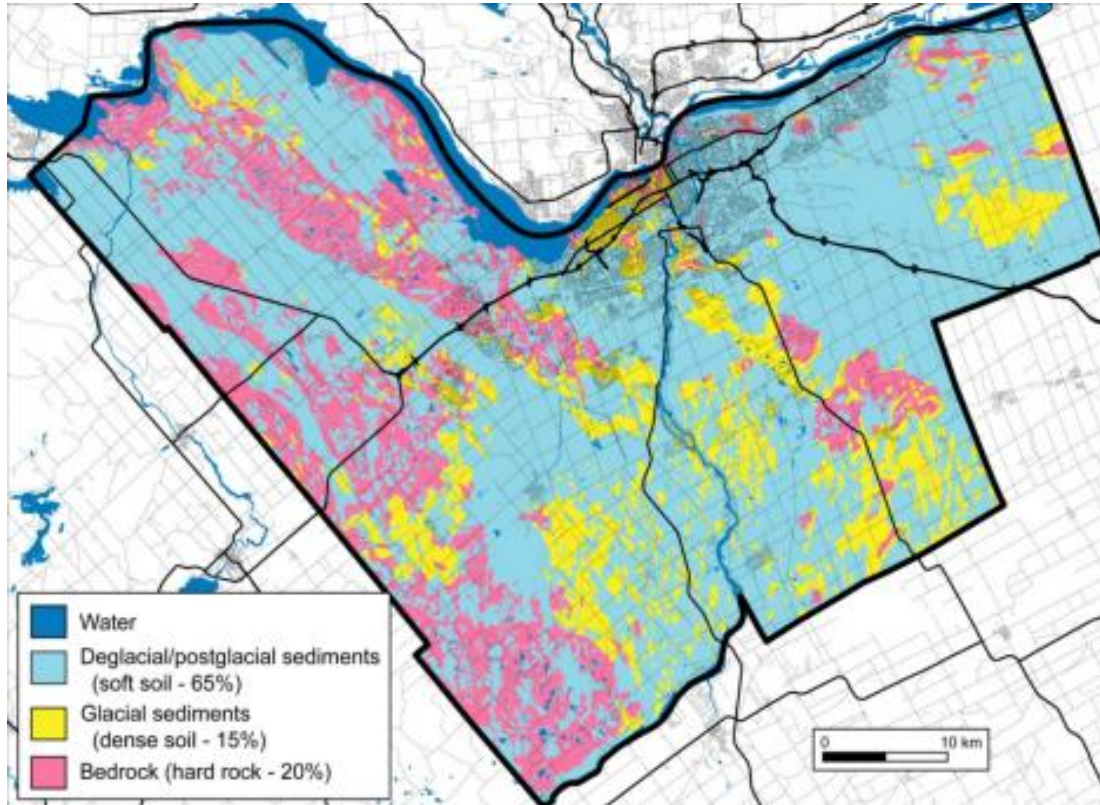 Water
Deglacial/postglacial sediments
(soft soil - 65%)
Glacial sediments
(dense soil - 15%)
Bedrock (hard rock - 20%)
0 10 km